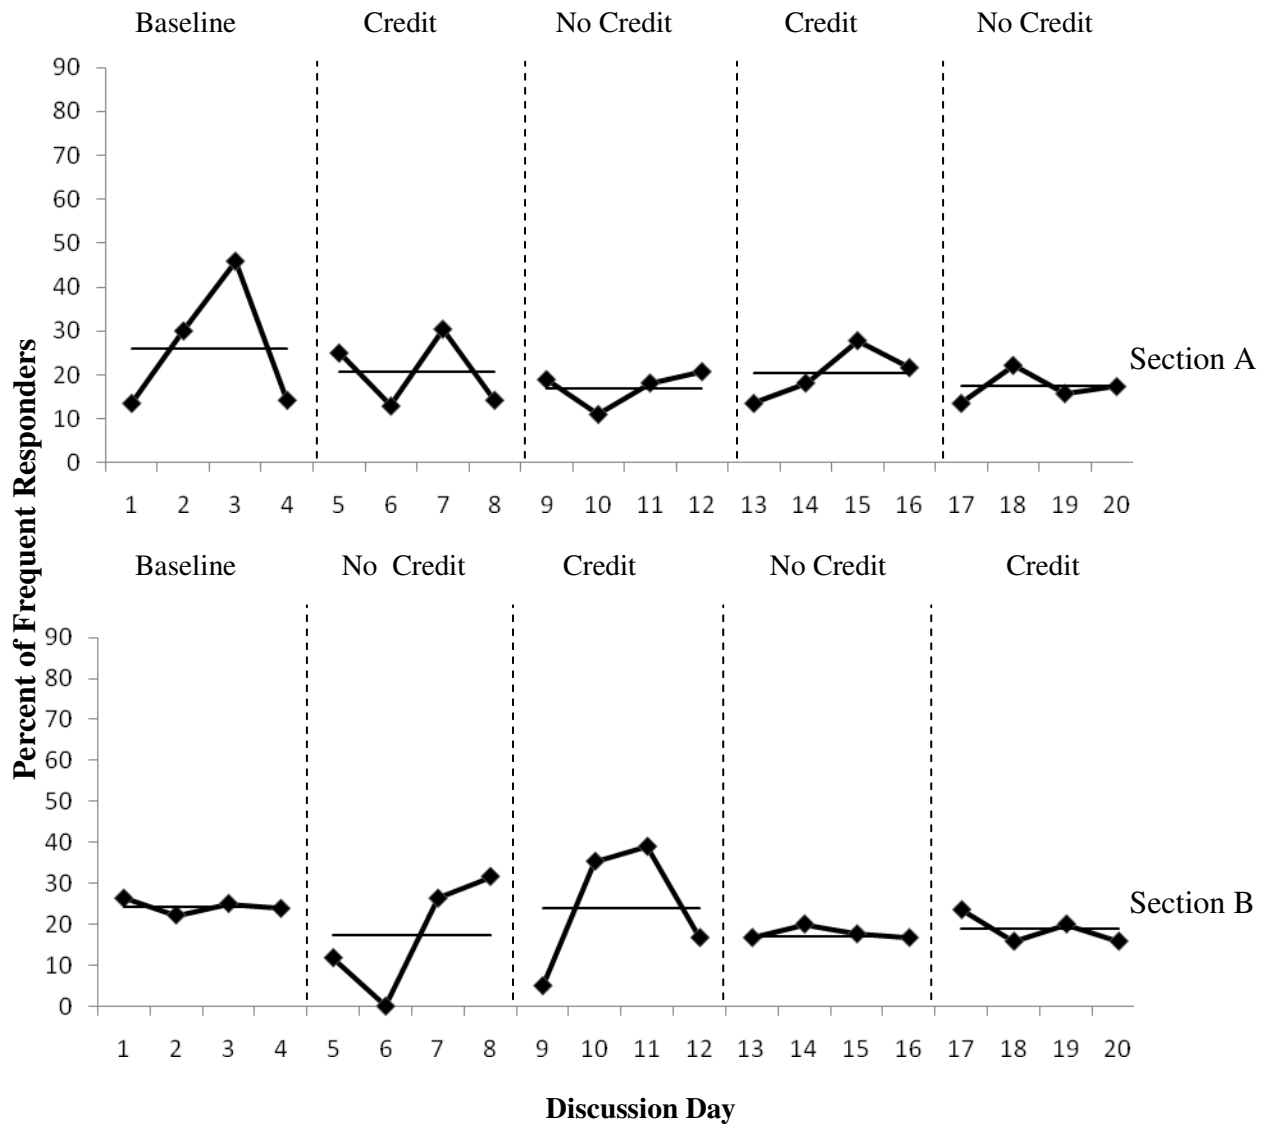 Baseline Credit No Credit Credit No Credit
90
80
70
60
50
40
30
20
10
0
Section A
1 2 3 4 5 6 7 8 9 10 11 12 13 14 15 16 17 18 19 20
Percent of Frequent Responders
Baseline No Credit Credit No Credit Credit
90
80
70
60
50
40
30
20
10
0
Section B
1 2 3 4 5 6 7 8 9 10 11 12 13 14 15 16 17 18 19 20
Discussion Day